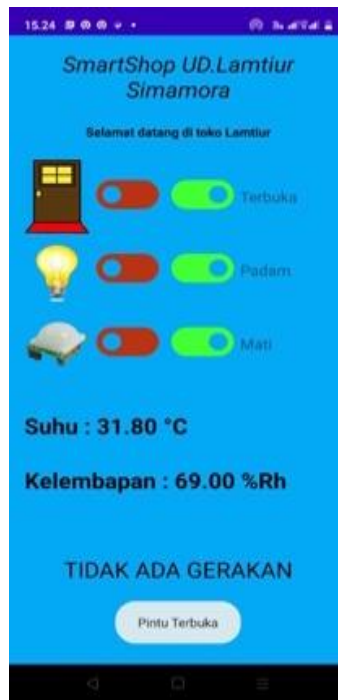 15.24
SmartShop UD.Lamtiur
Simamora
Selamat datang di toko Lamtiur
Terbuka
Padam
Mati
Suhu : 31.80 °C
Kelembapan : 69.00 %Rh
TIDAK ADA GERAKAN
Pintu Terbuka